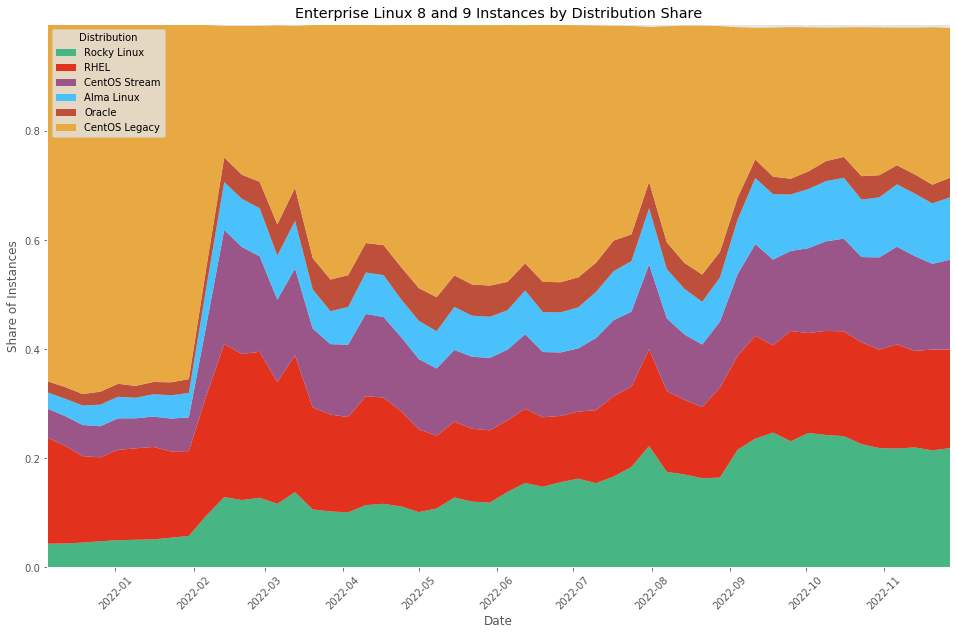 Enterprise Linux 8 and 9 Instances by Distribution Share
Distribution
Rocky Linux
RHEL
CentOS Stream
Alma Linux
Oracle
CentOS Legacy
Share of Instances
0.8
0.6
0.4
0.2
0.0
2022-01
2022-02
2022-03
2022-04
2022-05
2022-06
2022-07
2022-08
2022-09
2022-10
2022-11
Date